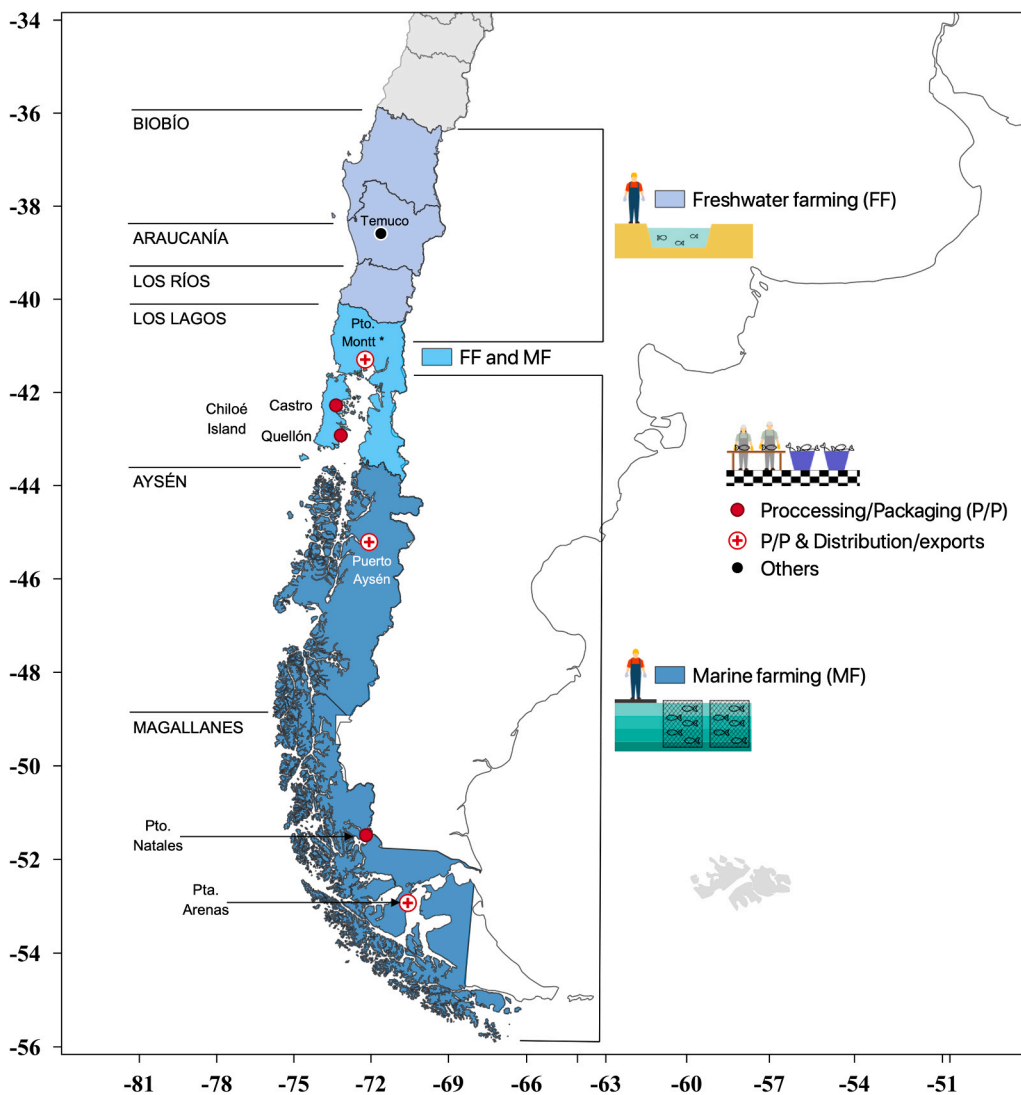 -34
-36
-38
-40
-42
-44
-46
-48
-50
-52
-54
-56
BIOBÍO
ARAUCANÍA
LOS RÍOS
LOS LAGOS
AYSÉN
MAGALLANES
Temuco
Pto.
Montt *
Chiloé
Island
Castro
Quellón
Puerto
Aysén
Pto.
Natales
Pta.
Arenas
Freshwater farming (FF)
FF and MF
Proccessing/Packaging (P/P)
P/P & Distribution/exports
Others
Marine farming (MF)
-81
-78
-75
-72
-69
-66
-63
-60
-57
-54
-51